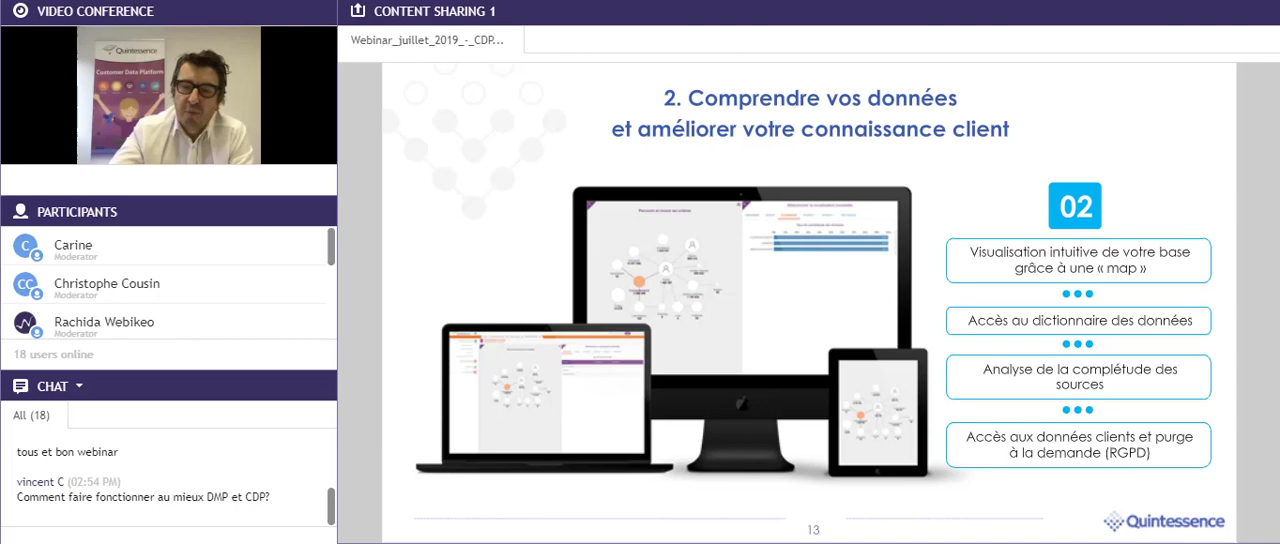 VIDEO CONFERENCE
Quintessence
Customer Data Platform
PARTICIPANTS
C
Carine
Moderator
CC
Christophe Cousin
Moderator
Rachida Webikeo
Moderator
18 users online
CHAT
All (18)
tous et bon webinar
vincent C (02:54 PM)
Comment faire fonctionner au mieux DMP et CDP?
CONTENT SHARING 1
Webinar_juillet_2019_-_CDP...
2. Comprendre vos données
et améliorer votre connaissance client
02
Visualisation intuitive de votre base
grâce à une « map »
Accès au dictionnaire des données
Analyse de la complétude des
sources
Accès aux données clients et purge
à la demande (RGPD)
13
Quintessence